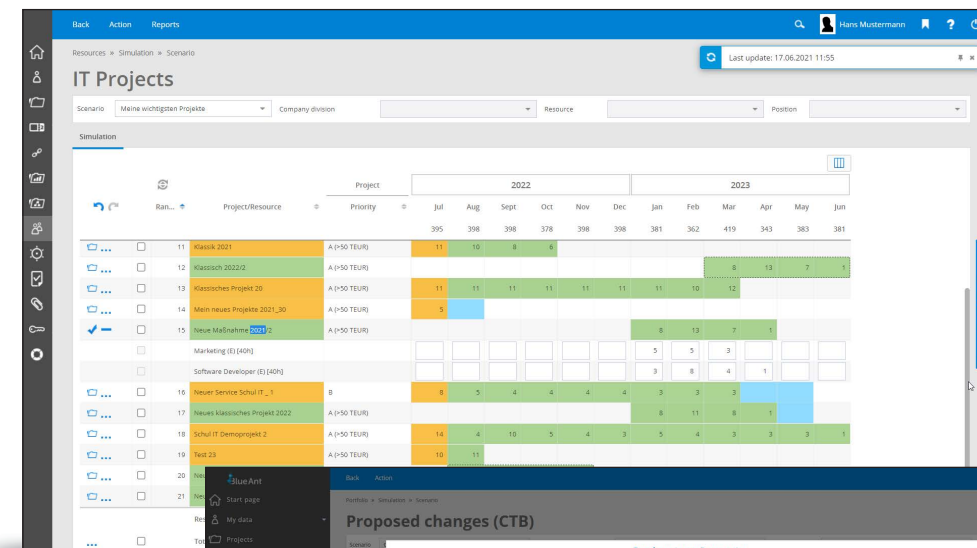 Back Action Reports Hans Mustermann ?
Resources » Simulation » Scenario
Last update: 17.06.2021 11:55
IT Projects
Scenario Meine wichtigsten Projekte Company division Resource Position
Simulation
Project 2022 2023
Ran... Project/Resource Priority Jul Aug Sept Oct Nov Dec Jan Feb Mar Apr May Jun
395 398 398 378 398 398 381 362 419 343 383 381
... 11 Klassik 2021 A (>50 TEUR) 11 10 8 6
... 12 Klassisch 2022/2 A (>50 TEUR) 8 13 7 1
... 13 Klassisches Projekt 20 A (>50 TEUR) 11 11 11 11 11 11 11 10 12
... 14 Mein neues Projekte 2021_30 A (>50 TEUR) 5
15 Neue Maßnahme 2021/2 A (>50 TEUR) 8 13 7 1
Marketing (E) [40h] 5 5 3
Software Developer (E) [40h] 3 8 4 1
... 16 Neuer Service Schul IT _ 1 B 8 5 4 4 4 4 3 3 3
... 17 Neues klassisches Projekt 2022 A (>50 TEUR) 8 11 8 1
... 18 Schul IT Demoprojekt 2 A (>50 TEUR) 14 4 10 5 4 3 5 4 3 3 3 1
... 19 Test 23 A (>50 TEUR) 10 11
... 20 Neu
BlueAnt Back Action
... 21 Neu
Start page Portfolio » Simulation » Scenario
Res
My data Proposed changes (CTB)
... Tot
Projects Scenario